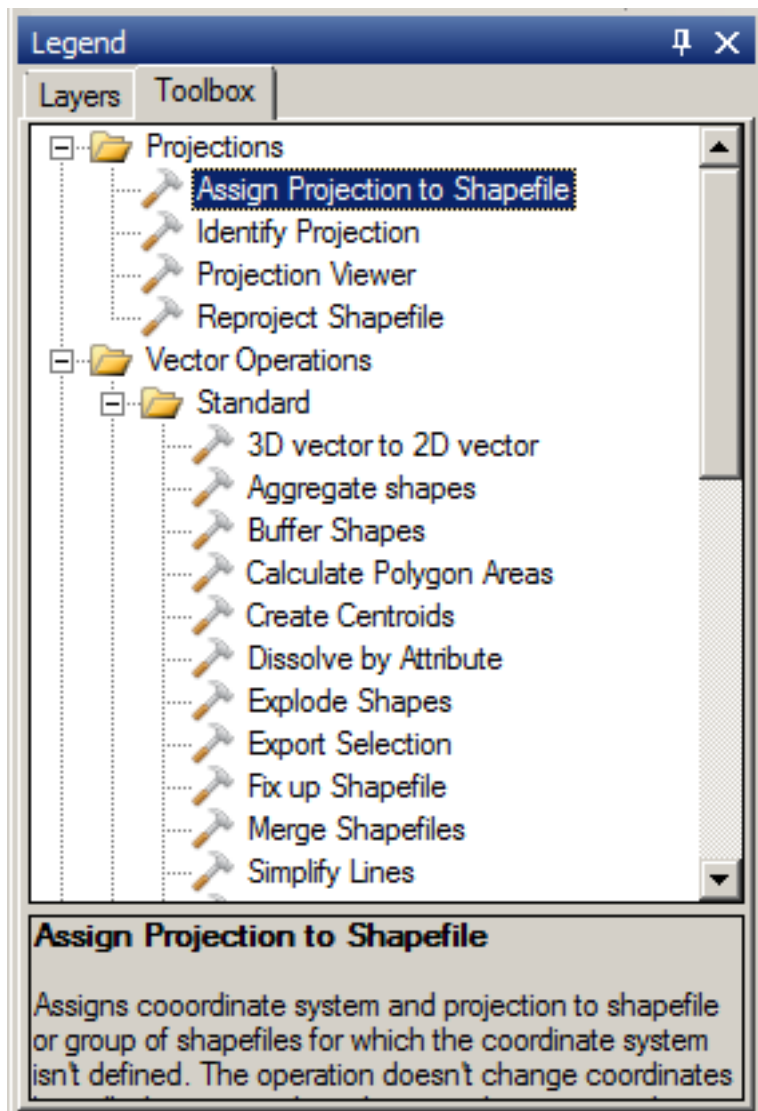 Legend
Layers Toolbox
Projections
Assign Projection to Shapefile
Identify Projection
Projection Viewer
Reproject Shapefile
Vector Operations
Standard
3D vector to 2D vector
Aggregate shapes
Buffer Shapes
Calculate Polygon Areas
Create Centroids
Dissolve by Attribute
Explode Shapes
Export Selection
Fix up Shapefile
Merge Shapefiles
Simplify Lines
Assign Projection to Shapefile
Assigns cooordinate system and projection to shapefile
or group of shapefiles for which the coordinate system
isn't defined. The operation doesn't change coordinates